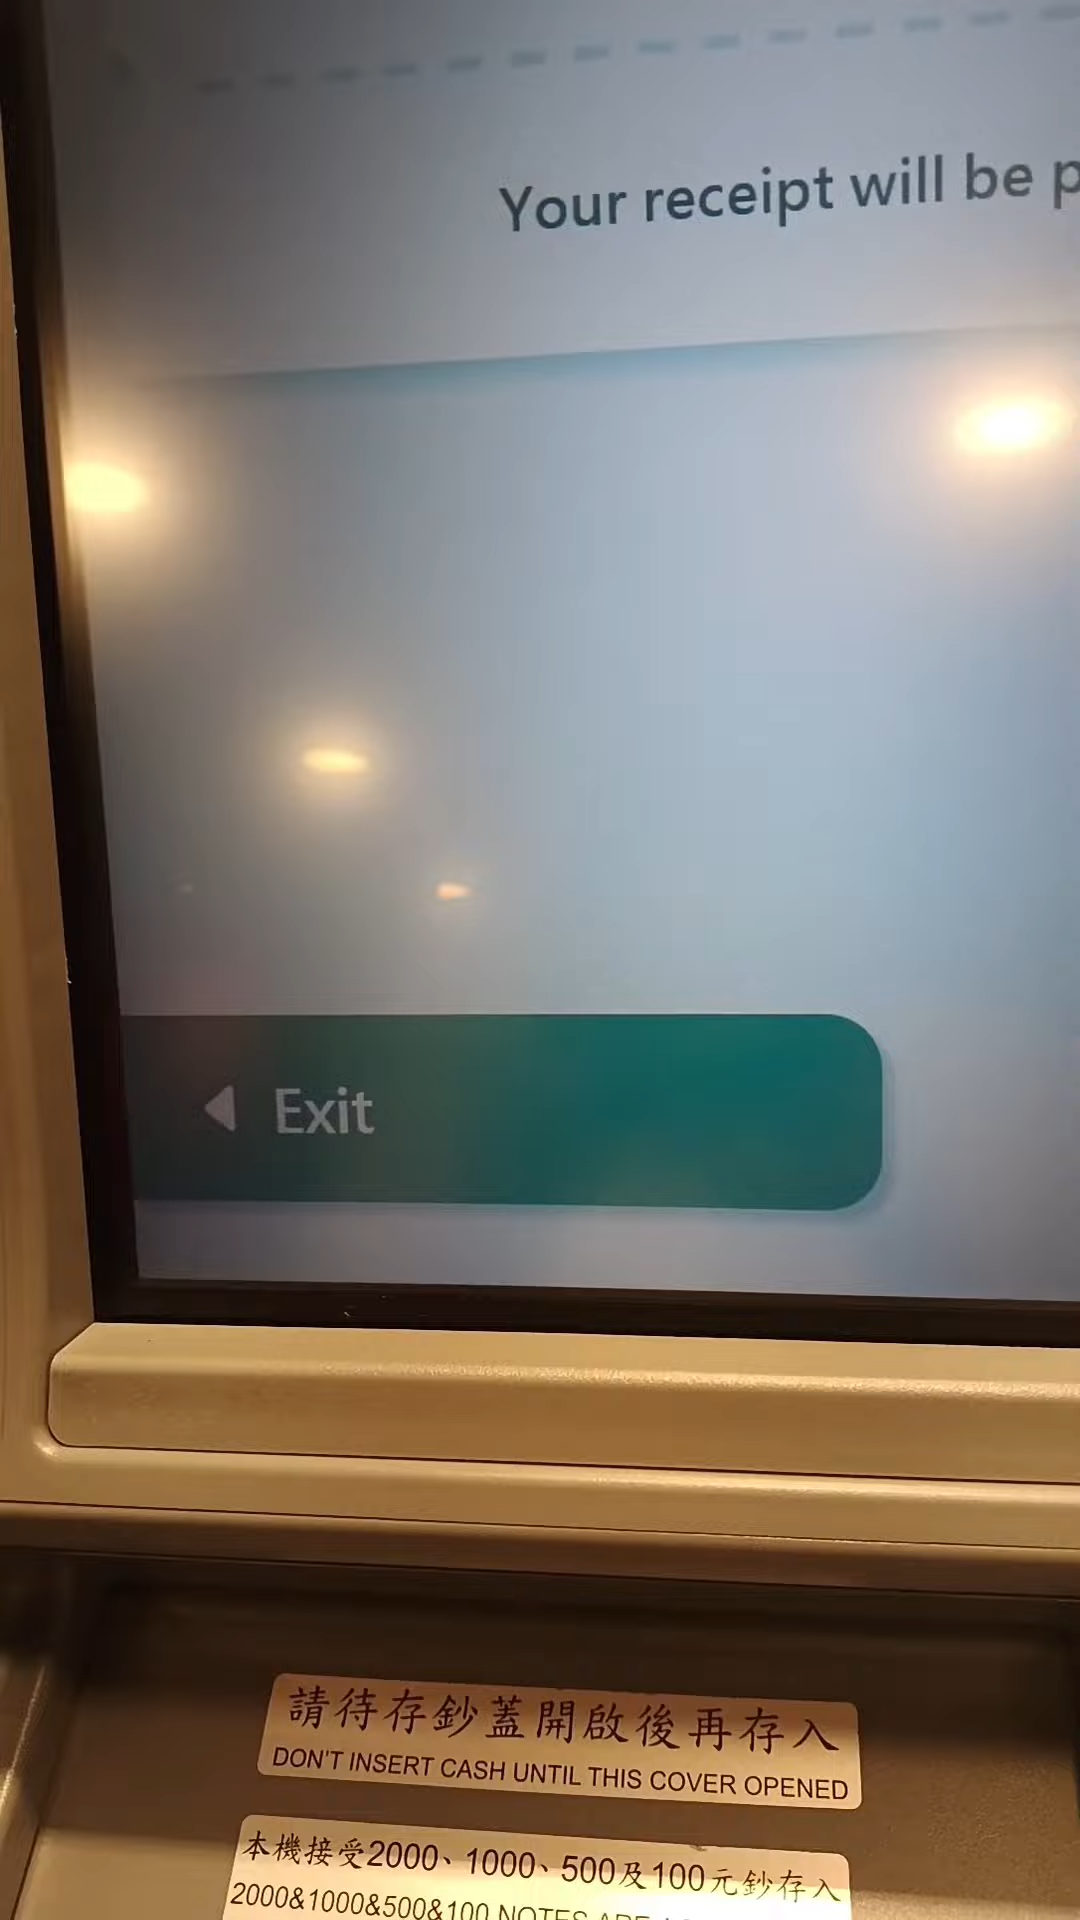 Your receipt will be
Exit
請待存鈔蓋開啟後再存入
DON'T INSERT CASH UNTIL THIS COVER OPENED
本機接受2000、1000、500及100元鈔存入
2000&1000&500&100 NOTES ARE